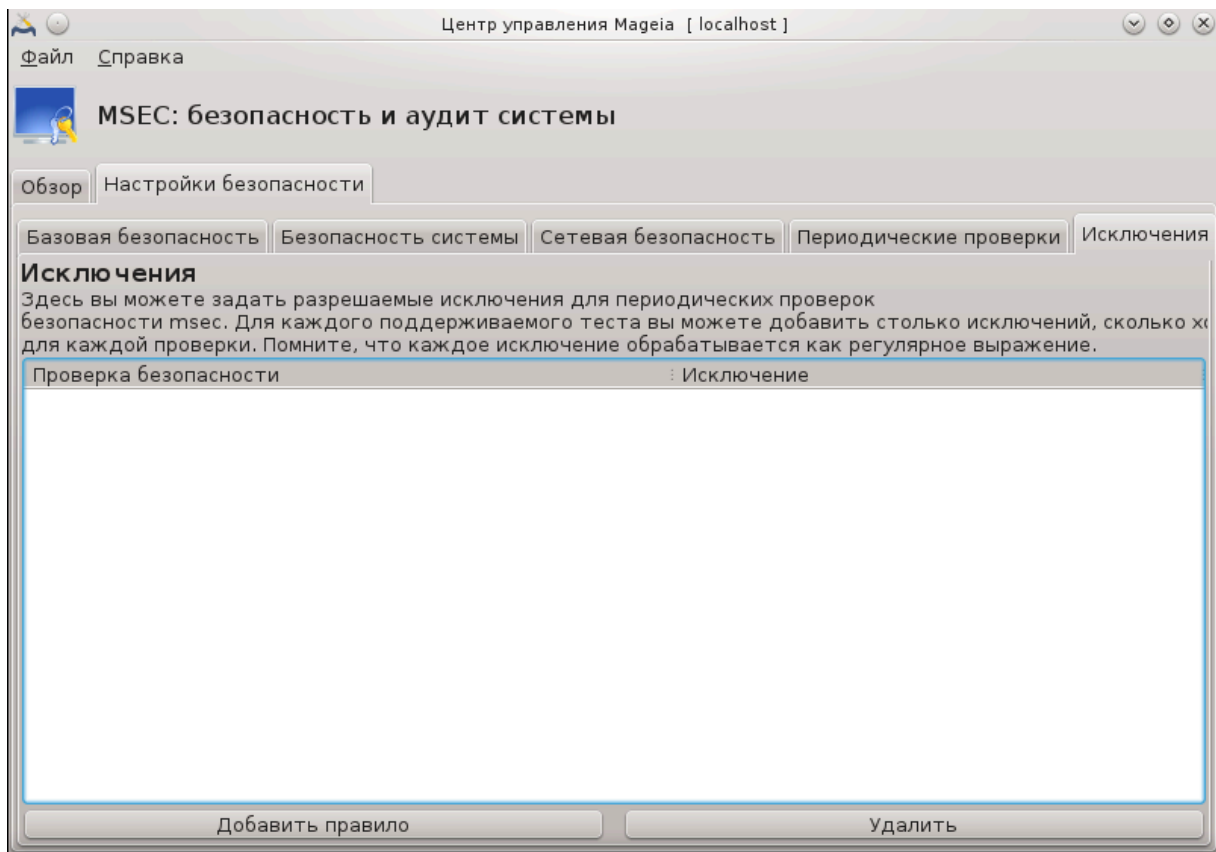 Центр управления Mageia [ localhost ]
Файл Справка
MSEC: безопасность и аудит системы
Обзор Настройки безопасности
Базовая безопасность Безопасность системы Сетевая безопасность Периодические проверки Исключения
Исключения
Здесь вы можете задать разрешаемые исключения для периодических проверок
безопасности msec. Для каждого поддерживаемого теста вы можете добавить столько исключений, сколько
для каждой проверки. Помните, что каждое исключение обрабатывается как регулярное выражение.
Проверка безопасности Исключение
Добавить правило Удалить